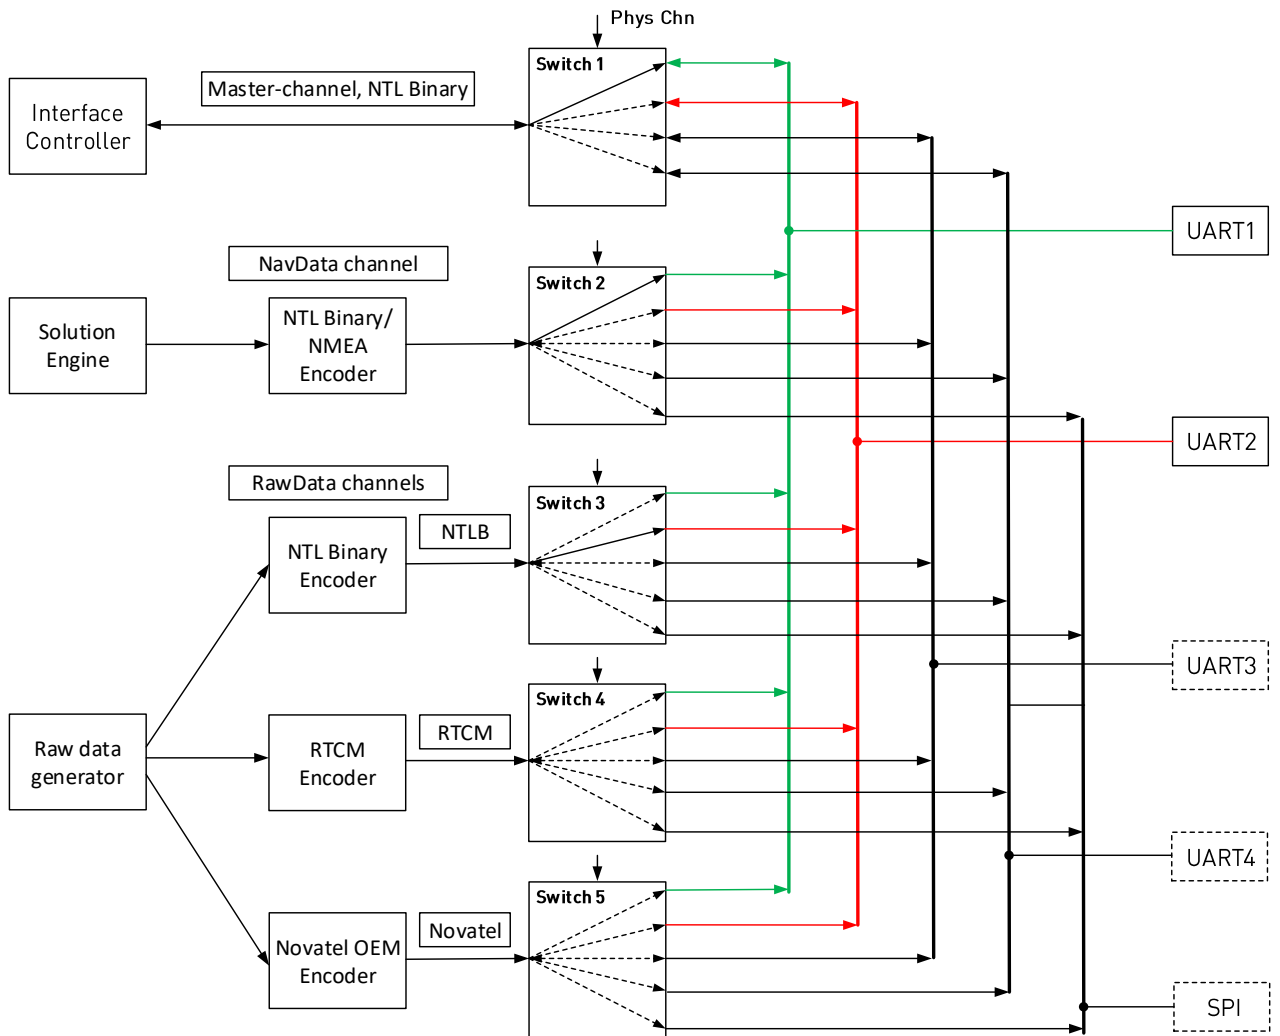 Phys Chn
Switch 1
Master-channel, NTL Binary
Interface
Controller
UART1
NavData channel
Switch 2
Solution
Engine
NTL Binary/
NMEA
Encoder
UART2
RawData channels
Switch 3
NTLB
NTL Binary
Encoder
UART3
Switch 4
RTCM
Raw data
generator
RTCM
Encoder
UART4
Switch 5
Novatel
Novatel OEM
Encoder
SPI